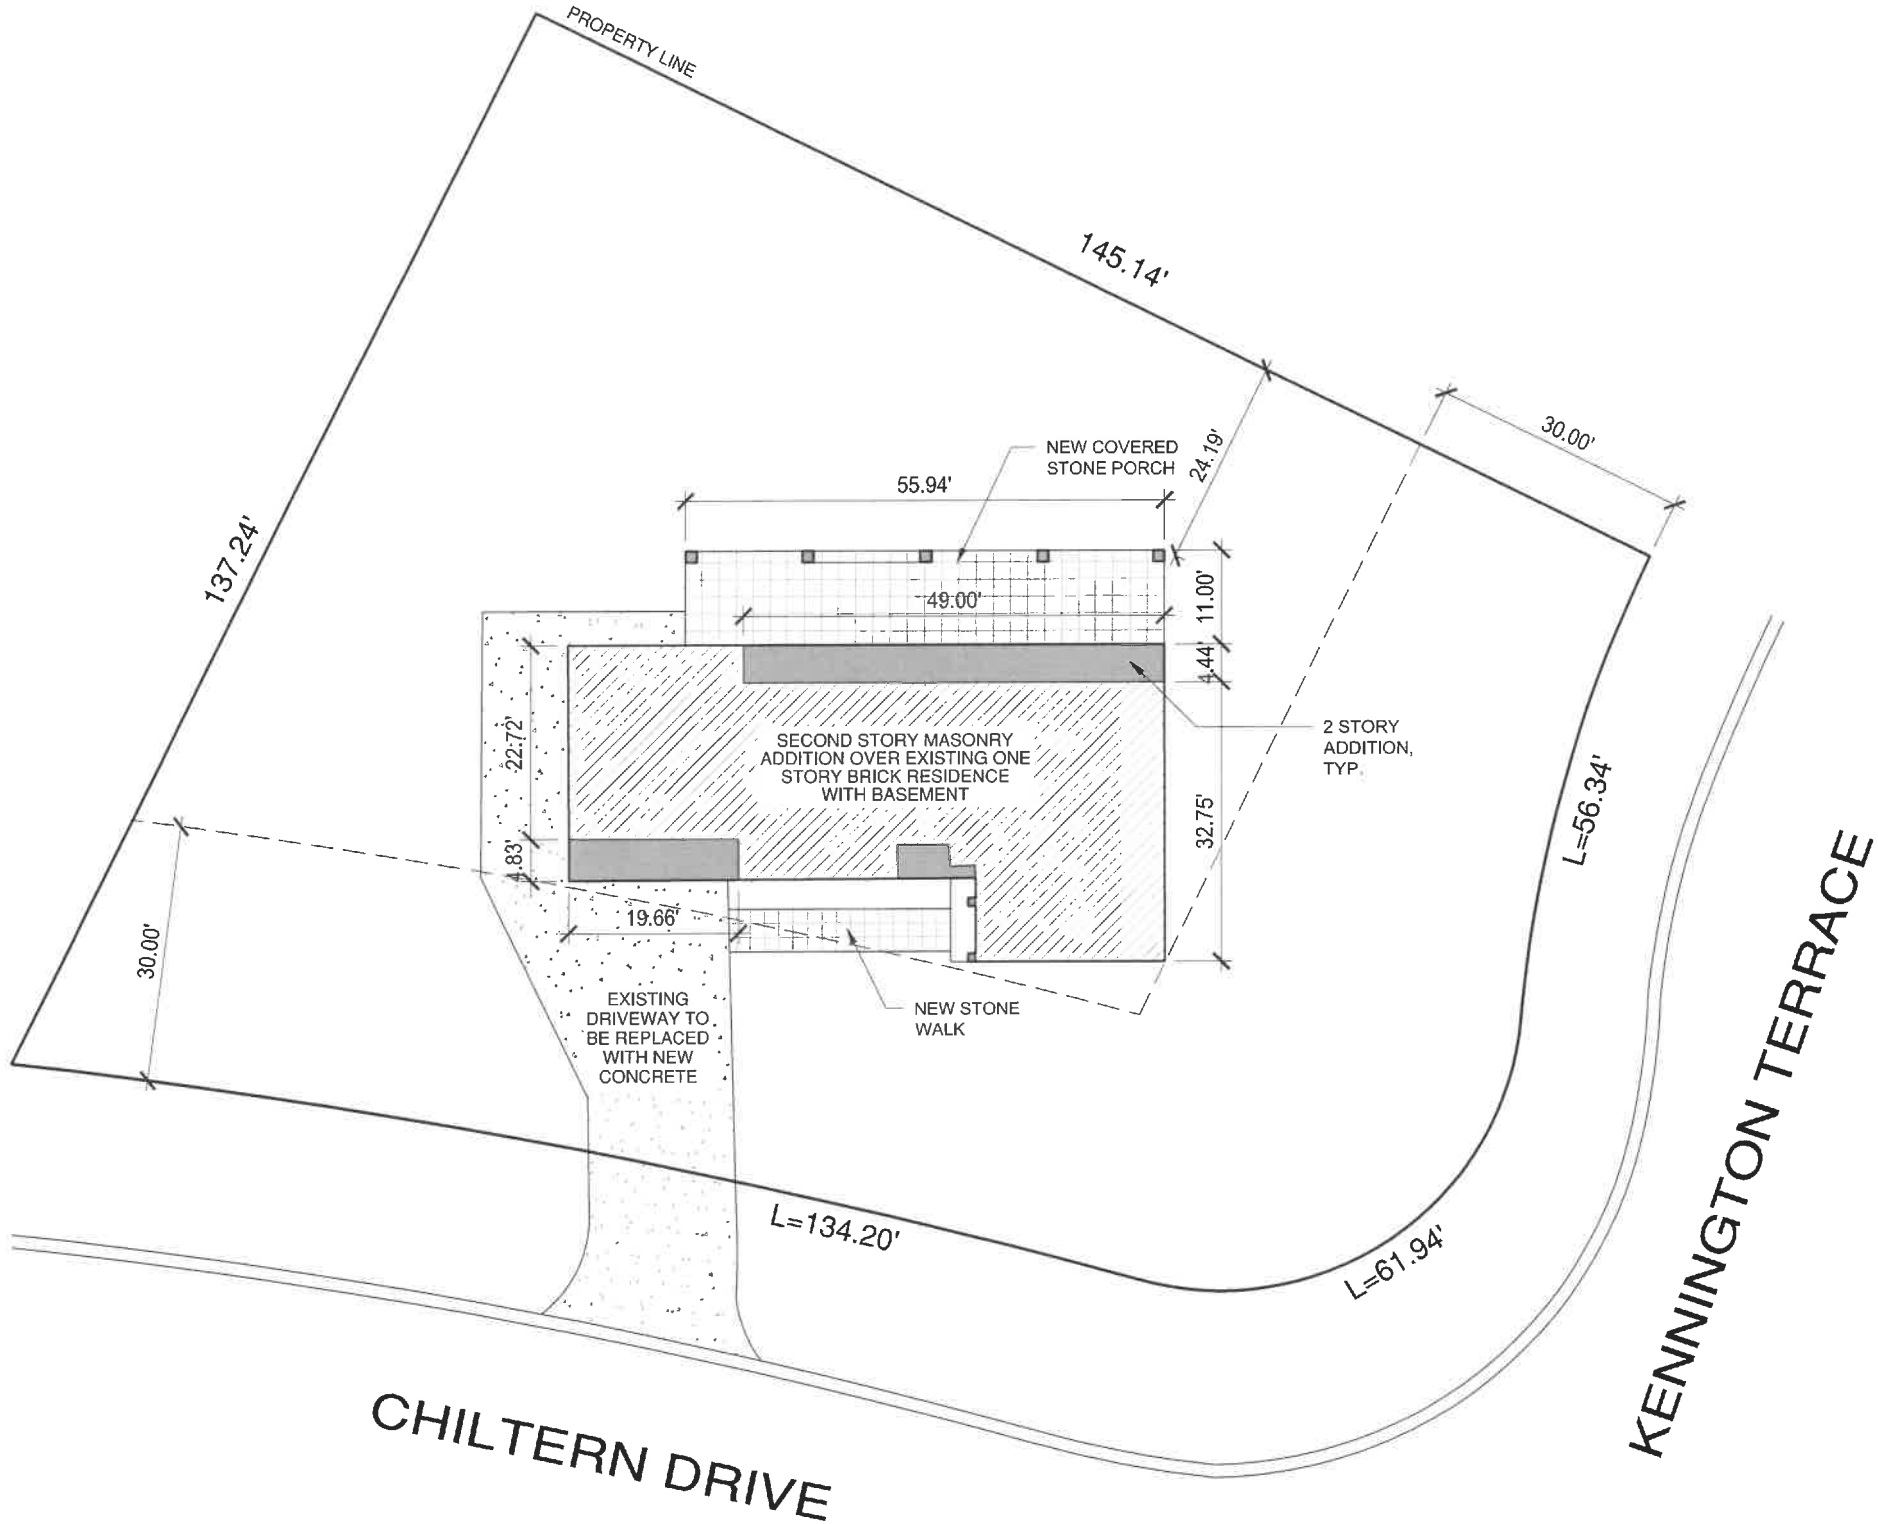 PROPERTY LINE
145.14'
30.00'
24.19'
NEW COVERED
STONE PORCH
55.94'
137.24'
11.00'
49.00'
4.44'
22.72'
SECOND STORY MASONRY
ADDITION OVER EXISTING ONE
STORY BRICK RESIDENCE
WITH BASEMENT
2 STORY
ADDITION,
TYP.
32.75'
L=56.34'
4.83'
19.66'
30.00'
EXISTING
DRIVEWAY TO
BE REPLACED
WITH NEW
CONCRETE
NEW STONE
WALK
L=134.20'
L=61.94'
KENNINGTON TERRACE
CHILTERN DRIVE